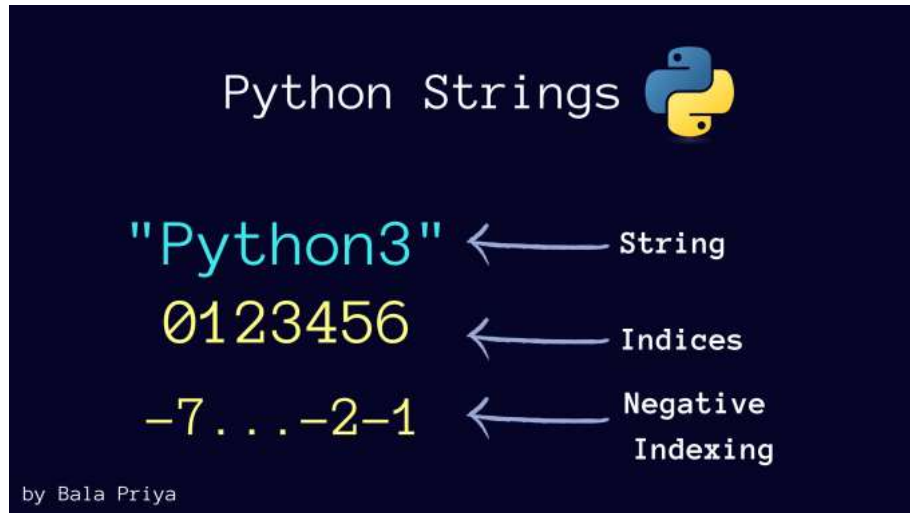 Python Strings
"Python3"
String
0123456
Indices
-7...-2-1
Negative
Indexing
by Bala Priya